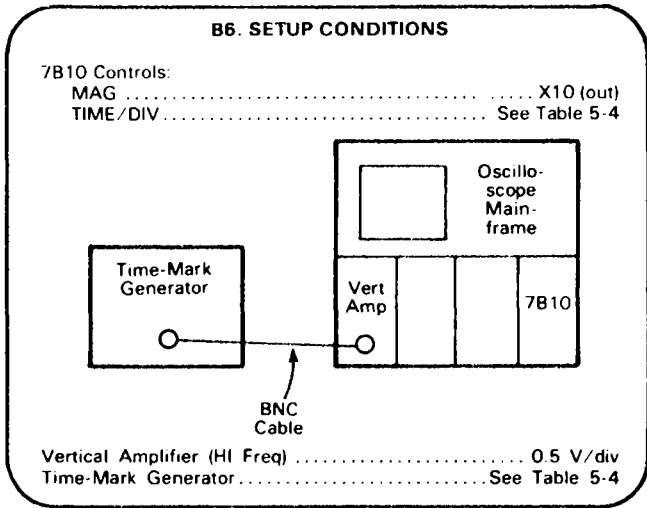 B6. SETUP CONDITIONS
7B10 Controls:
MAG ........................................ X10 (out)
TIME/DIV .................................. See Table 5-4
Oscillo-
scope
Main-
frame
Time-Mark
Generator
Vert
Amp
7B10
BNC
Cable
Vertical Amplifier (HI Freq) ......................... 0.5 V/div
Time-Mark Generator ......................... See Table 5-4